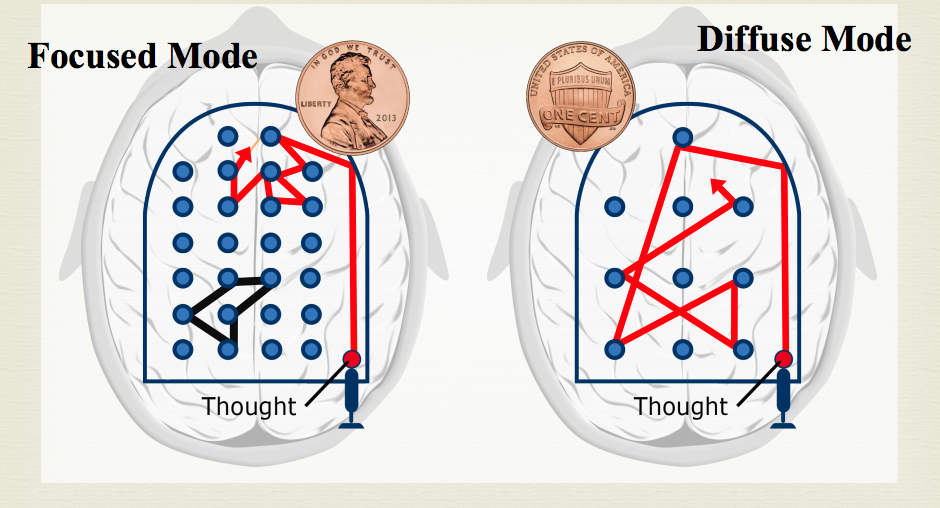 Focused Mode
Diffuse Mode
IN GOD WE TRUST
LIBERTY
2013
UNITED STATES OF AMERICA
E PLURIBUS UNUM
ONE CENT
Thought
Thought